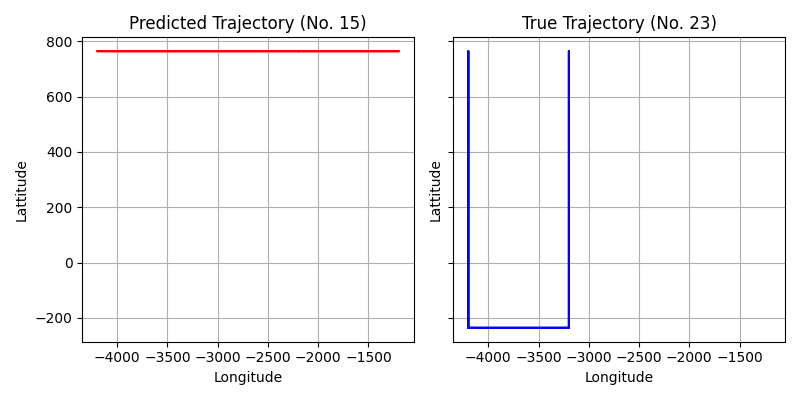 Predicted Trajectory (No. 15)
True Trajectory (No. 23)
800
600
400
200
0
−200
Lattitude
Lattitude
−4000 −3500 −3000 −2500 −2000 −1500
−4000 −3500 −3000 −2500 −2000 −1500
Longitude
Longitude